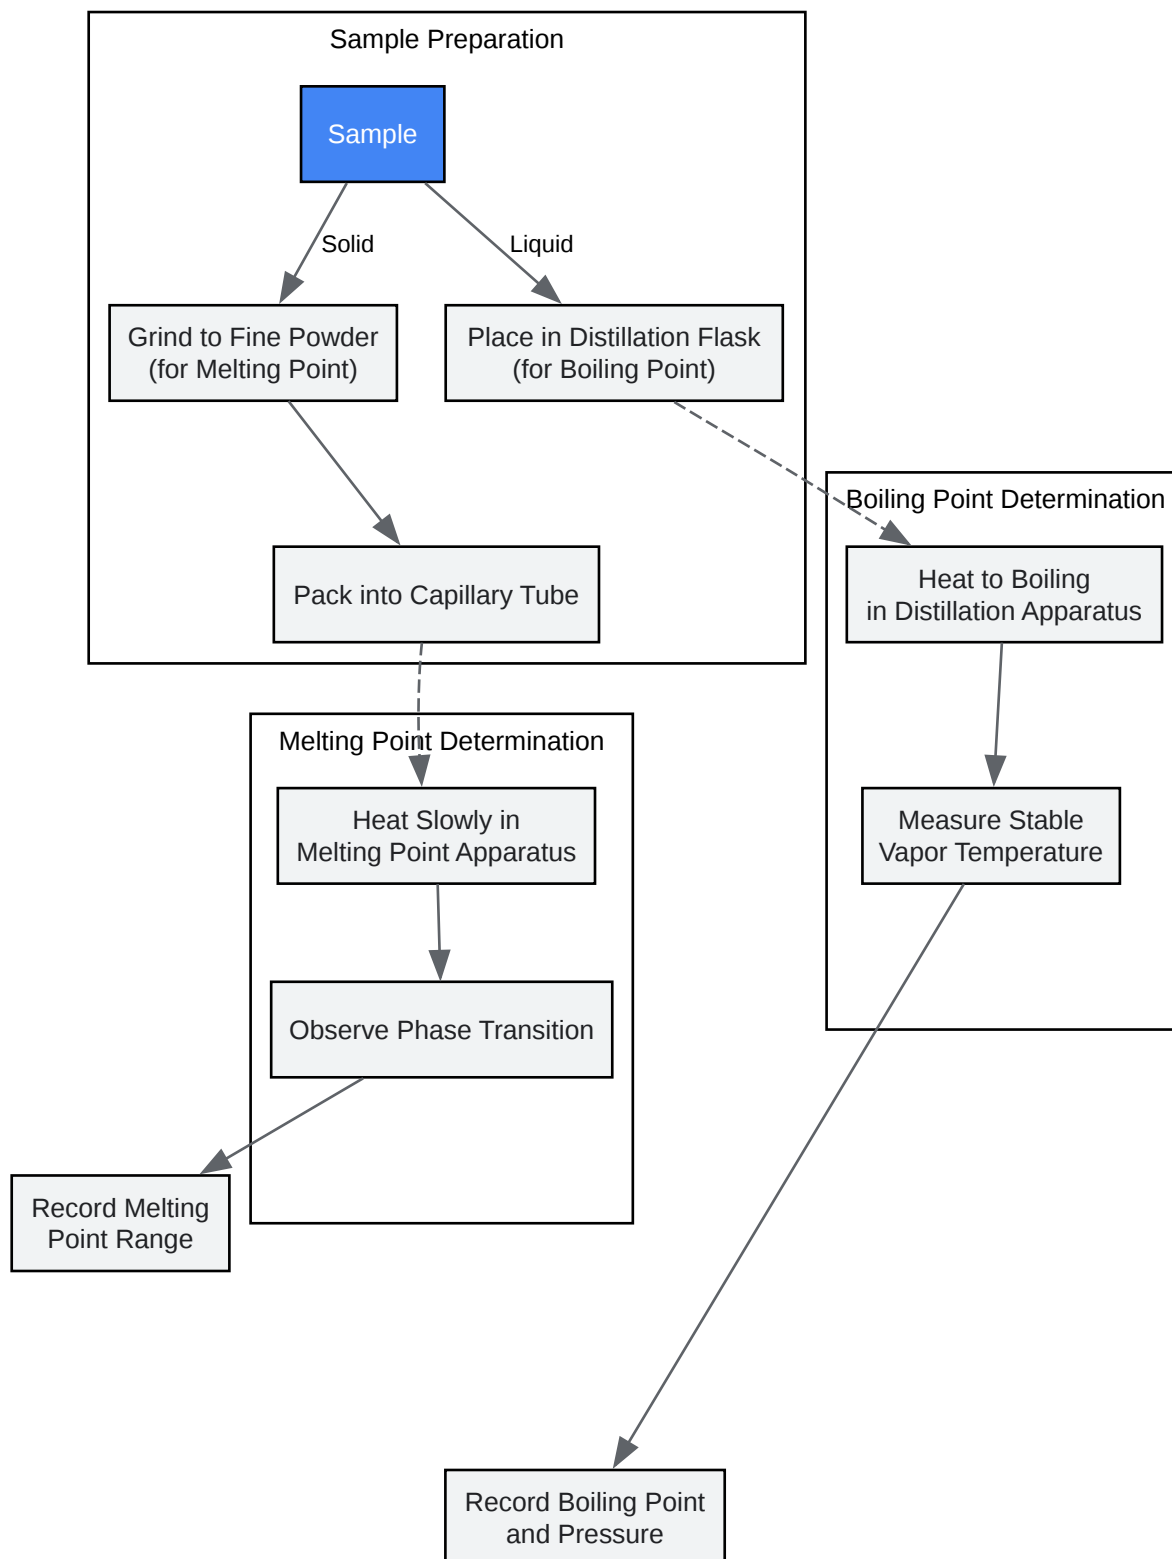 Sample Preparation
Sample
Solid
Liquid
Grind to Fine Powder
(for Melting Point)
Place in Distillation Flask
(for Boiling Point)
Pack into Capillary Tube
Boiling Point Determination
Heat to Boiling
in Distillation Apparatus
Melting Point Determination
Heat Slowly in
Melting Point Apparatus
Measure Stable
Vapor Temperature
Observe Phase Transition
Record Melting
Point Range
Record Boiling Point
and Pressure